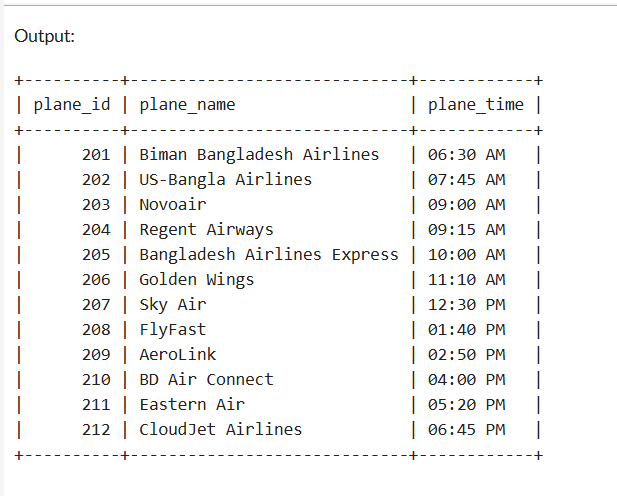 Output:
+----------+-----------------------------+------------+
| plane_id | plane_name                  | plane_time |
+----------+-----------------------------+------------+
|      201 | Biman Bangladesh Airlines   | 06:30 AM   |
|      202 | US-Bangla Airlines          | 07:45 AM   |
|      203 | Novoair                     | 09:00 AM   |
|      204 | Regent Airways              | 09:15 AM   |
|      205 | Bangladesh Airlines Express | 10:00 AM   |
|      206 | Golden Wings                | 11:10 AM   |
|      207 | Sky Air                     | 12:30 PM   |
|      208 | FlyFast                     | 01:40 PM   |
|      209 | AeroLink                    | 02:50 PM   |
|      210 | BD Air Connect              | 04:00 PM   |
|      211 | Eastern Air                 | 05:20 PM   |
|      212 | CloudJet Airlines           | 06:45 PM   |
+----------+-----------------------------+------------+